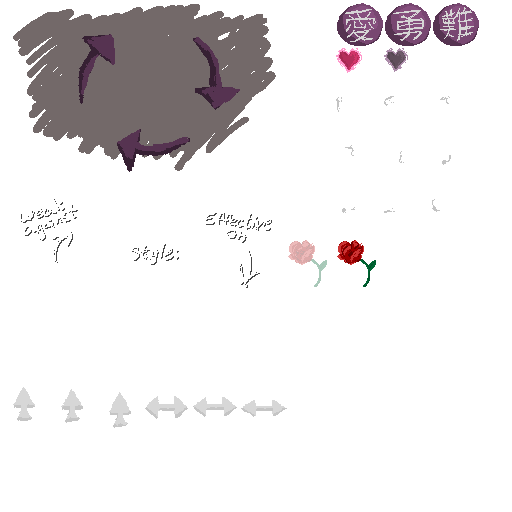 愛 勇 難
Weak
Against
Effective
On
Style: